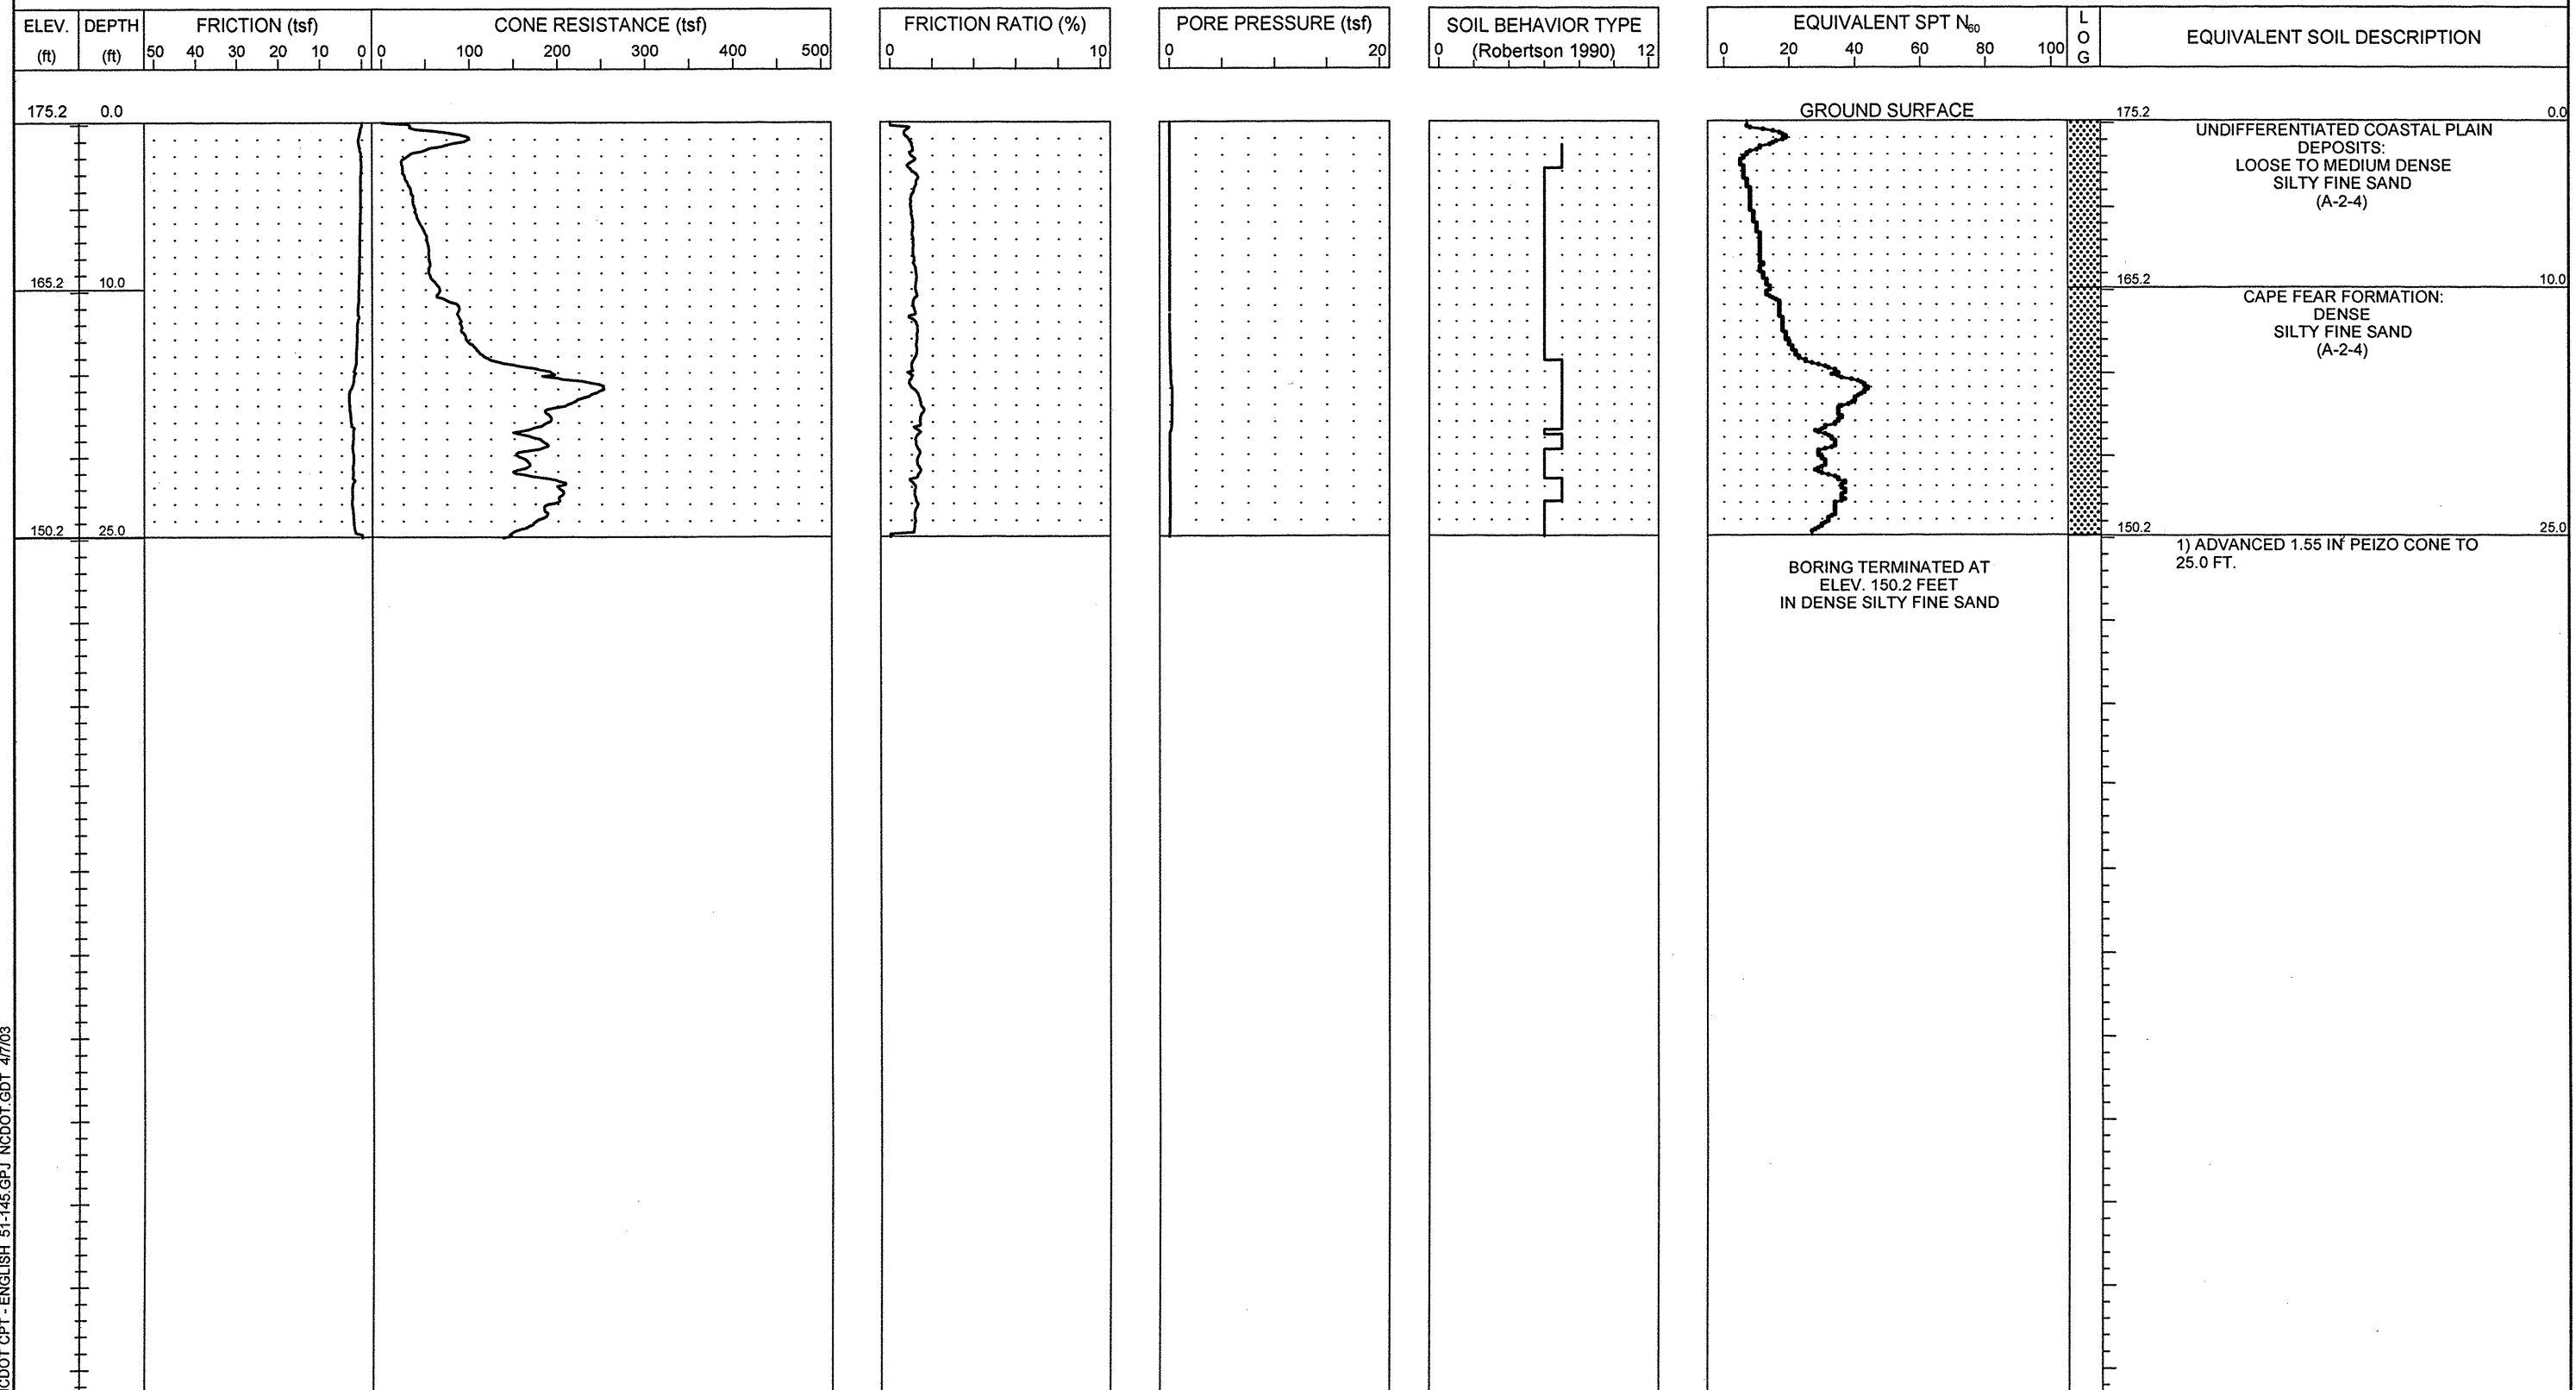 ELEV. DEPTH FRICTION (tsf) CONE RESISTANCE (tsf) FRICTION RATIO (%) PORE PRESSURE (tsf) SOIL BEHAVIOR TYPE EQUIVALENT SPT N60 LOG EQUIVALENT SOIL DESCRIPTION
(ft) (ft) 50 40 30 20 10 0 0 100 200 300 400 500 0 10 0 20 0 (Robertson 1990) 12 0 20 40 60 80 100
175.2 0.0 GROUND SURFACE 175.2 0.0
UNDIFFERENTIATED COASTAL PLAIN
DEPOSITS:
LOOSE TO MEDIUM DENSE
SILTY FINE SAND
(A-2-4)
165.2 10.0 165.2 10.0
CAPE FEAR FORMATION:
DENSE
SILTY FINE SAND
(A-2-4)
150.2 25.0 150.2 25.0
BORING TERMINATED AT
ELEV. 150.2 FEET
IN DENSE SILTY FINE SAND
1) ADVANCED 1.55 IN PEIZO CONE TO
25.0 FT.
CDOT CPT - ENGLISH 51-145.GPJ NCDOT.GDT 4/7/03